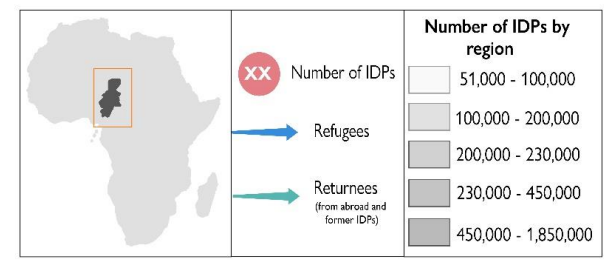 XX
Number of IDPs
Refugees
Returnees
(from abroad and
former IDPs)
Number of IDPs by
region
51,000 - 100,000
100,000 - 200,000
200,000 - 230,000
230,000 - 450,000
450,000 - 1,850,000